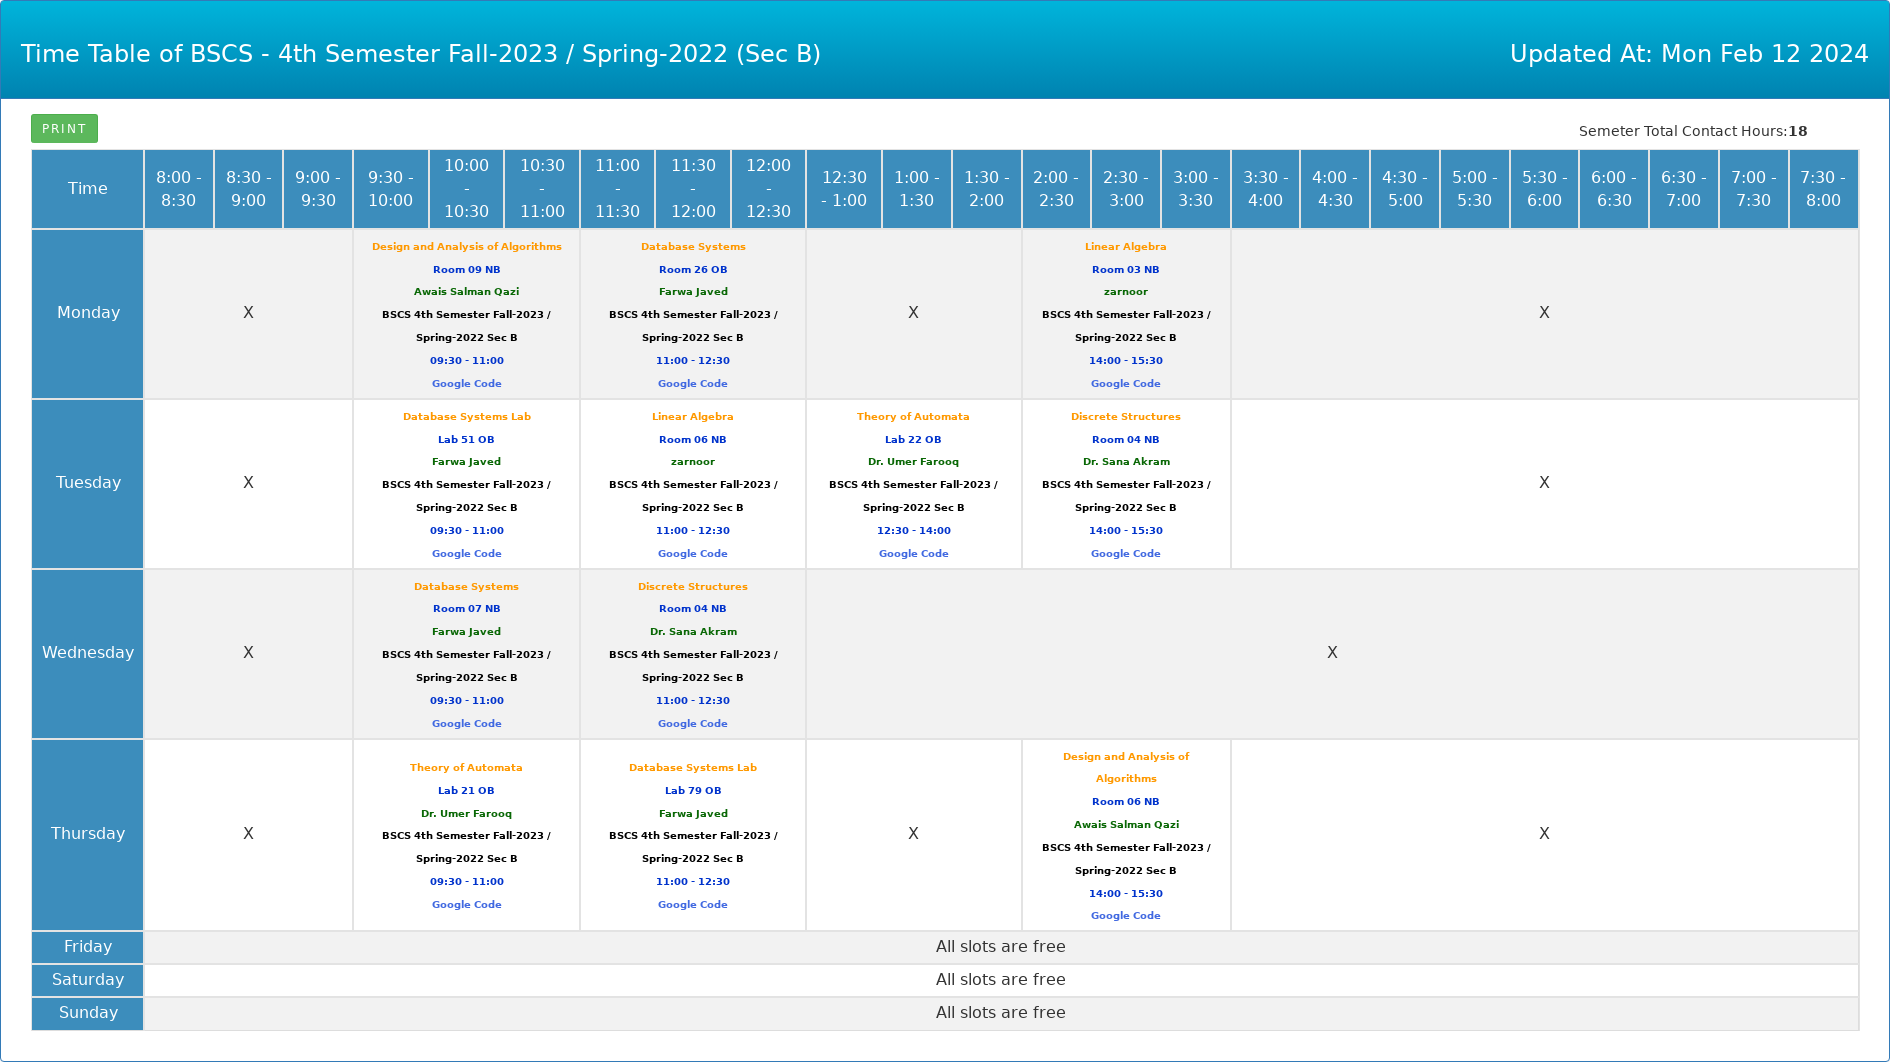 Time Table of BSCS - 4th Semester Fall-2023 / Spring-2022 (Sec B)
Updated At: Mon Feb 12 2024
PRINT
Semeter Total Contact Hours:18
Time
8:00 -
8:30
8:30 -
9:00
9:00 -
9:30
9:30 -
10:00
10:00
-
10:30
10:30
-
11:00
11:00
-
11:30
11:30
-
12:00
12:00
-
12:30
12:30
- 1:00
1:00 -
1:30
1:30 -
2:00
2:00 -
2:30
2:30 -
3:00
3:00 -
3:30
3:30 -
4:00
4:00 -
4:30
4:30 -
5:00
5:00 -
5:30
5:30 -
6:00
6:00 -
6:30
6:30 -
7:00
7:00 -
7:30
7:30 -
8:00
Monday
X
Design and Analysis of Algorithms
Room 09 NB
Awais Salman Qazi
BSCS 4th Semester Fall-2023 /
Spring-2022 Sec B
09:30 - 11:00
Google Code
Database Systems
Room 26 OB
Farwa Javed
BSCS 4th Semester Fall-2023 /
Spring-2022 Sec B
11:00 - 12:30
Google Code
X
Linear Algebra
Room 03 NB
zarnoor
BSCS 4th Semester Fall-2023 /
Spring-2022 Sec B
14:00 - 15:30
Google Code
X
Tuesday
X
Database Systems Lab
Lab 51 OB
Farwa Javed
BSCS 4th Semester Fall-2023 /
Spring-2022 Sec B
09:30 - 11:00
Google Code
Linear Algebra
Room 06 NB
zarnoor
BSCS 4th Semester Fall-2023 /
Spring-2022 Sec B
11:00 - 12:30
Google Code
Theory of Automata
Lab 22 OB
Dr. Umer Farooq
BSCS 4th Semester Fall-2023 /
Spring-2022 Sec B
12:30 - 14:00
Google Code
Discrete Structures
Room 04 NB
Dr. Sana Akram
BSCS 4th Semester Fall-2023 /
Spring-2022 Sec B
14:00 - 15:30
Google Code
X
Wednesday
X
Database Systems
Room 07 NB
Farwa Javed
BSCS 4th Semester Fall-2023 /
Spring-2022 Sec B
09:30 - 11:00
Google Code
Discrete Structures
Room 04 NB
Dr. Sana Akram
BSCS 4th Semester Fall-2023 /
Spring-2022 Sec B
11:00 - 12:30
Google Code
X
Thursday
X
Theory of Automata
Lab 21 OB
Dr. Umer Farooq
BSCS 4th Semester Fall-2023 /
Spring-2022 Sec B
09:30 - 11:00
Google Code
Database Systems Lab
Lab 79 OB
Farwa Javed
BSCS 4th Semester Fall-2023 /
Spring-2022 Sec B
11:00 - 12:30
Google Code
X
Design and Analysis of
Algorithms
Room 06 NB
Awais Salman Qazi
BSCS 4th Semester Fall-2023 /
Spring-2022 Sec B
14:00 - 15:30
Google Code
X
Friday
All slots are free
Saturday
All slots are free
Sunday
All slots are free